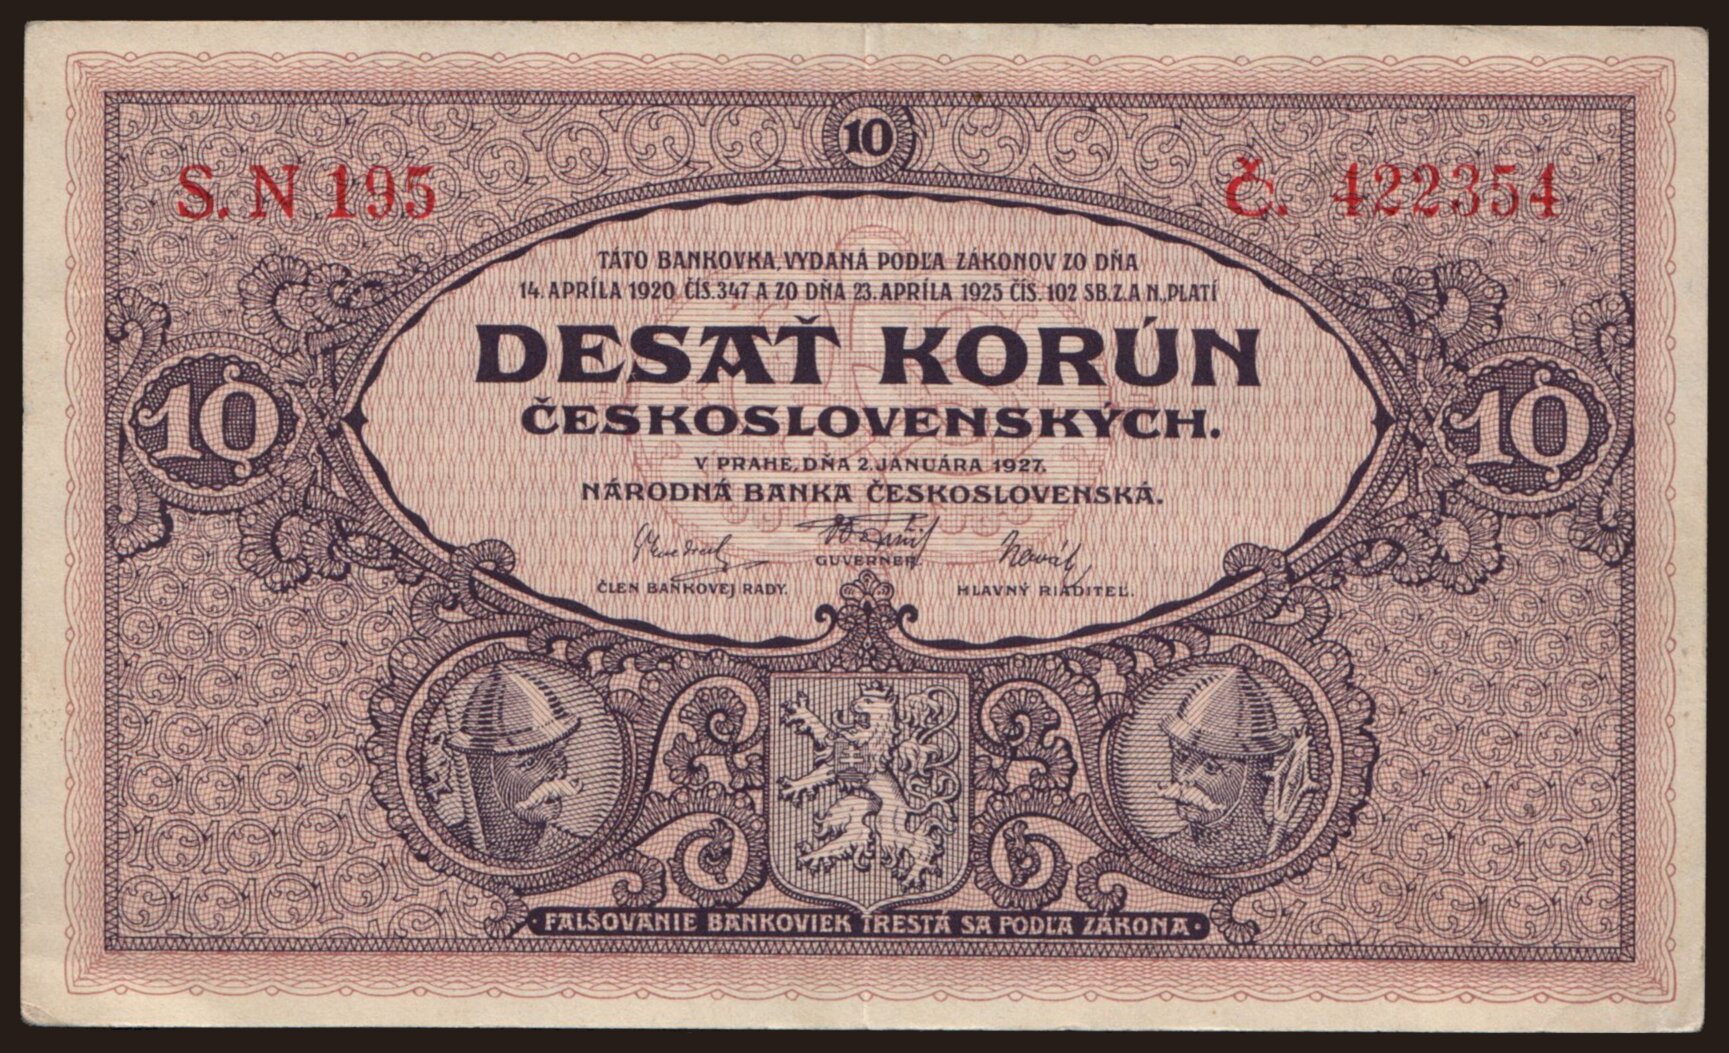 10
S. N 195 Č. 422354
TÁTO BANKOVKA, VYDANÁ PODĽA ZÁKONOV ZO DŇA
14. APRÍLA 1920 ČÍS. 347 A ZO DŇA 23. APRÍLA 1925 ČÍS. 102 SB. Z. A N., PLATÍ
DESAŤ KORÚN
10 ČESKOSLOVENSKÝCH. 10
V PRAHE, DŇA 2. JANUÁRA 1927.
NÁRODNÁ BANKA ČESKOSLOVENSKÁ.
Novák
GUVERNER.
ČLEN BANKOVEJ RADY. HLAVNÝ RIADITEĽ.
FALŠOVANIE BANKOVIEK TRESTÁ SA PODĽA ZÁKONA